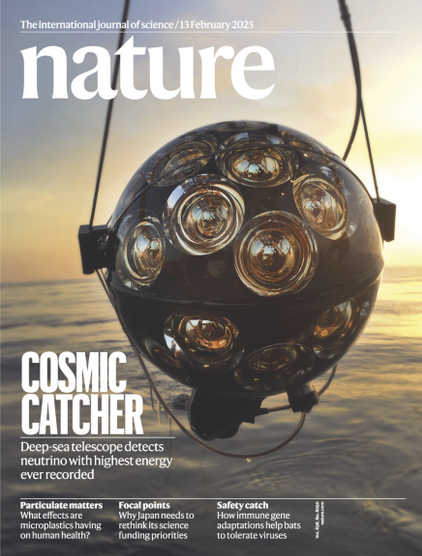 The international journal of science / 13 February 2025
nature
COSMIC
CATCHER
Deep-sea telescope detects
neutrino with highest energy
ever recorded
Particulate matters
What effects are
microplastics having
on human health?
Focal points
Why Japan needs to
rethink its science
funding priorities
Safety catch
How immune gene
adaptations help bats
to tolerate viruses